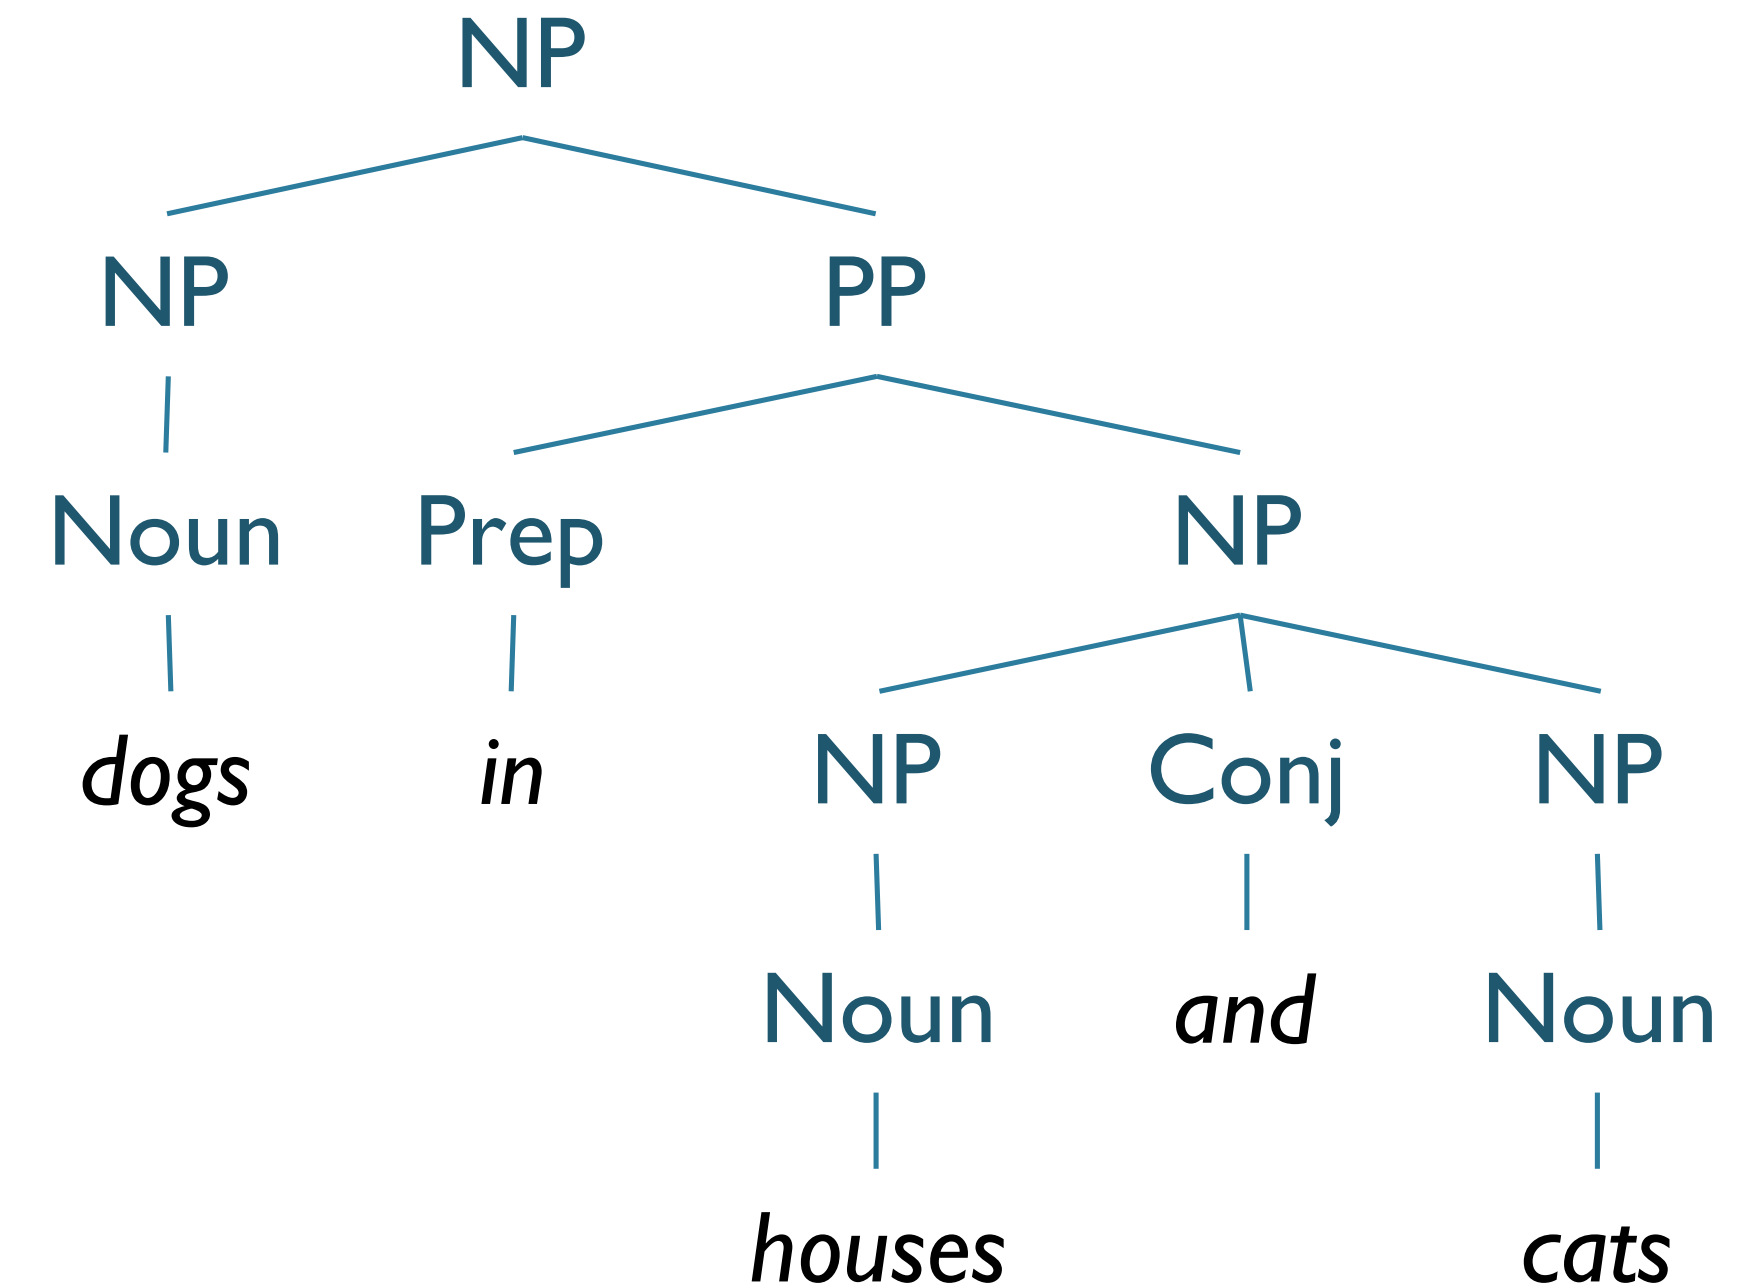 NP
NP PP
Noun Prep NP
dogs in NP Conj NP
Noun and Noun
houses cats